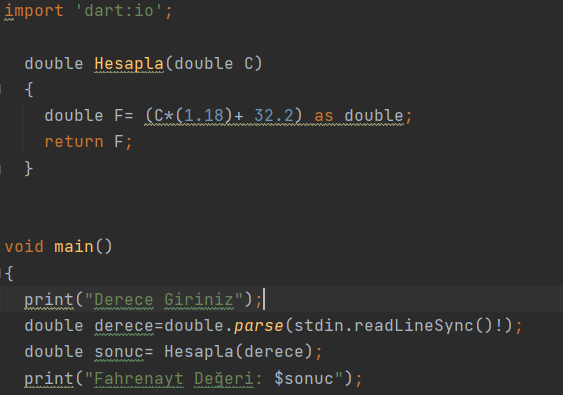 import 'dart:io';
double Hesapla(double C)
{
double F= (C*(1.18)+ 32.2) as double;
return F;
}
void main()
{
print("Derece Giriniz");
double derece=double.parse(stdin.readLineSync()!);
double sonuc= Hesapla(derece);
print("Fahrenayt Değeri: $sonuc");